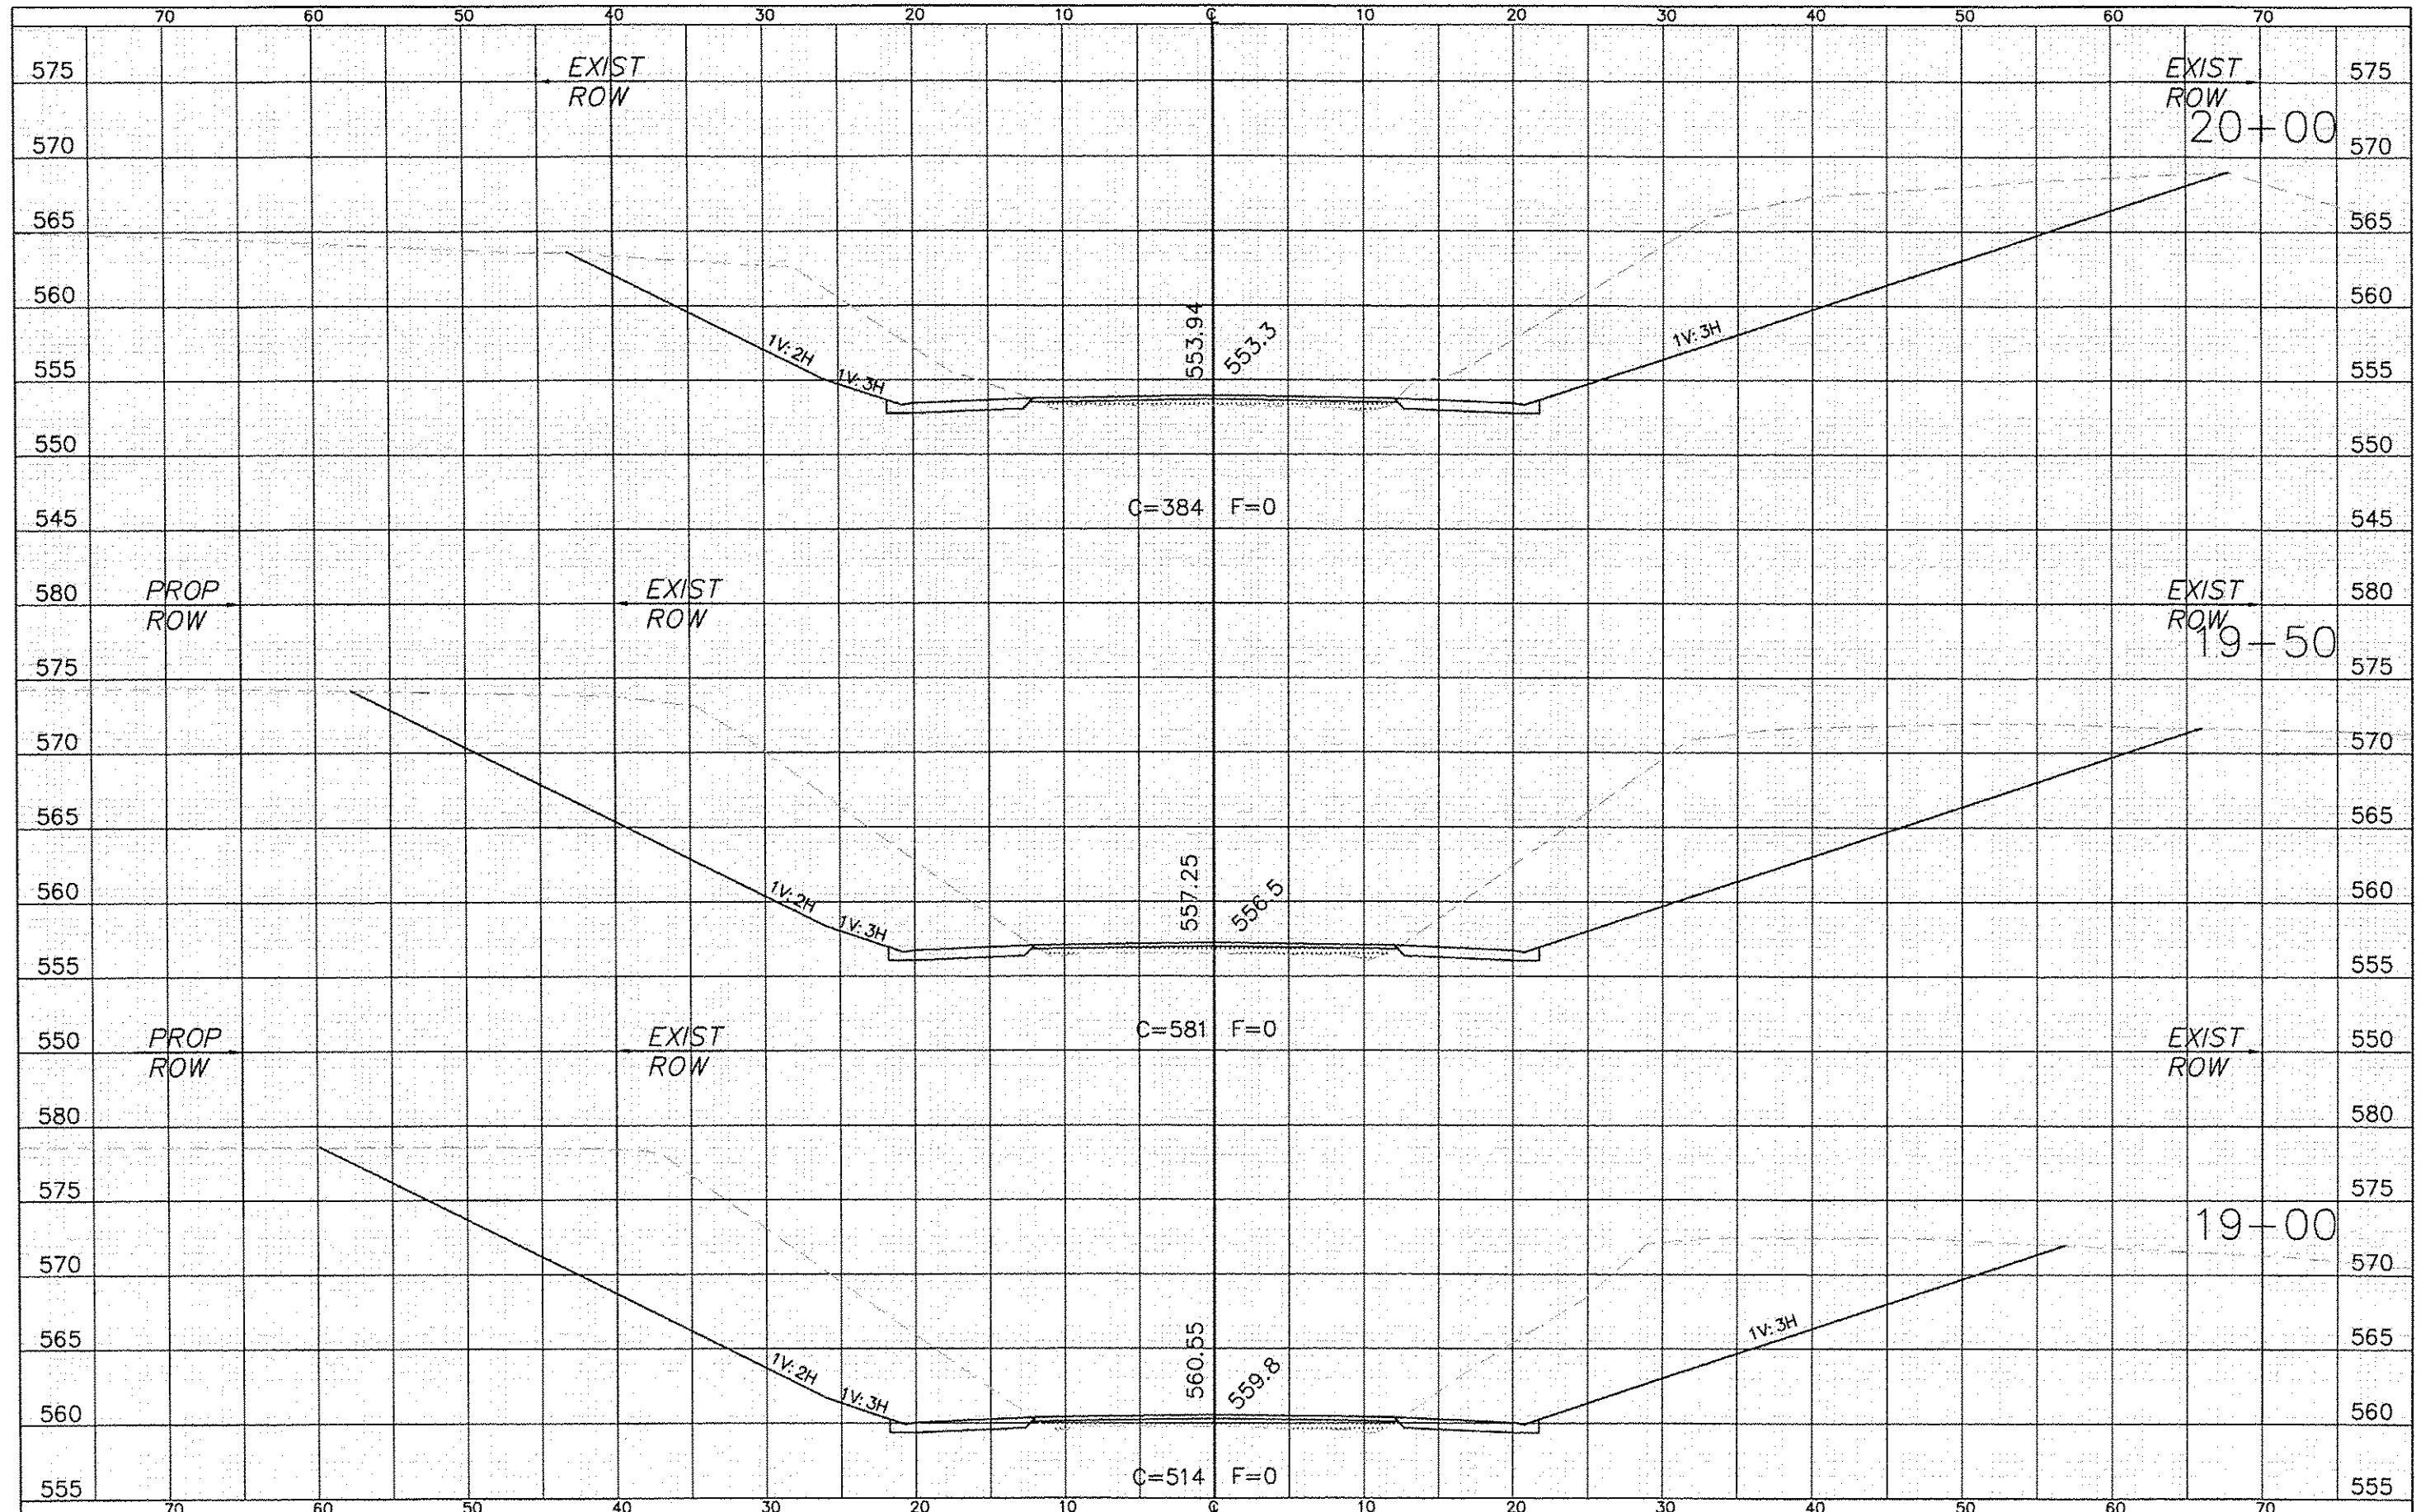 70 60 50 40 30 20 10 ℄ 10 20 30 40 50 60 70
575 EXIST ROW EXIST ROW 575
20+00
570 570
565 565
560 553.94 553.3 1V:3H 560
1V:2H
555 1V:3H 555
550 550
C=384 F=0
545 545
580 PROP ROW EXIST ROW EXIST ROW 580
19-50
575 575
570 570
565 565
560 1V:2H 557.25 556.5 560
1V:3H
555 555
C=581 F=0
550 PROP ROW EXIST ROW EXIST ROW 550
580 580
575 575
19-00
570 570
565 1V:2H 560.55 559.8 1V:3H 565
1V:3H
560 560
C=514 F=0
555 555
70 60 50 40 30 20 10 ℄ 10 20 30 40 50 60 70